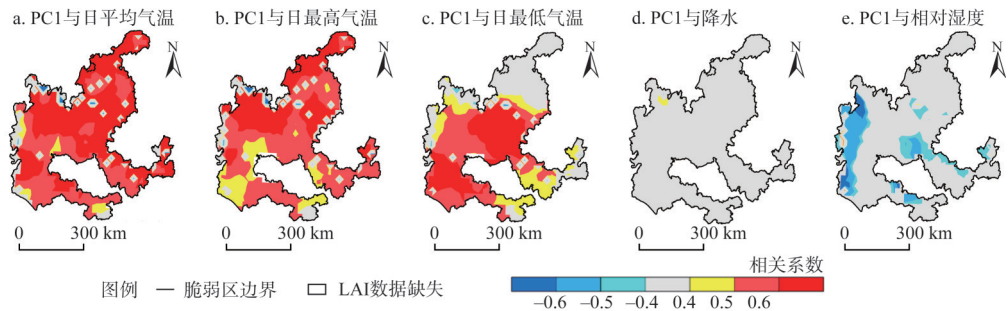 a. PC1与日平均气温 b. PC1与日最高气温 c. PC1与日最低气温 d. PC1与降水 e. PC1与相对湿度
N N N N N
0 300 km 0 300 km 0 300 km 0 300 km 0 300 km
相关系数
图例 脆弱区边界 LAI数据缺失
−0.6 −0.5 −0.4 0.4 0.5 0.6